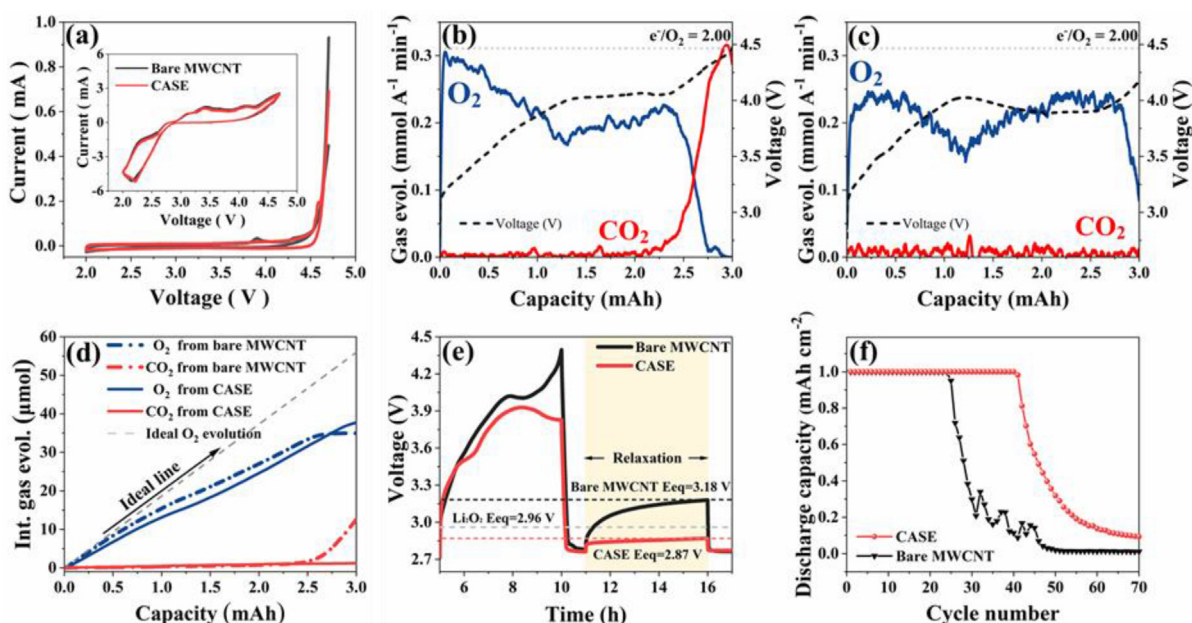 (a)
Bare MWCNT
CASE
Current ( mA )
3
0
-3
-6
2.0 2.5 3.0 3.5 4.0 4.5 5.0
Voltage ( V )
Current ( mA )
1.0
0.8
0.6
0.4
0.2
0.0
2.0 2.5 3.0 3.5 4.0 4.5 5.0
Voltage ( V )
(b)
e⁻/O₂ = 2.00
O₂
CO₂
Voltage (V)
Gas evol. (mmol A⁻¹ min⁻¹)
0.3
0.2
0.1
0.0
4.5
4.0
3.5
3.0
Voltage (V)
0.0 0.5 1.0 1.5 2.0 2.5 3.0
Capacity (mAh)
(c)
e⁻/O₂ = 2.00
O₂
CO₂
Voltage (V)
Gas evol. (mmol A⁻¹ min⁻¹)
0.3
0.2
0.1
0.0
4.5
4.0
3.5
3.0
Voltage (V)
0.0 0.5 1.0 1.5 2.0 2.5 3.0
Capacity (mAh)
(d)
O₂ from bare MWCNT
CO₂ from bare MWCNT
O₂ from CASE
CO₂ from CASE
Ideal O₂ evolution
Ideal line
Int. gas evol. (μmol)
60
50
40
30
20
10
0
0.0 0.5 1.0 1.5 2.0 2.5 3.0
Capacity (mAh)
(e)
Bare MWCNT
CASE
Relaxation
Bare MWCNT Eeq=3.18 V
Li₂O₂ Eeq=2.96 V
CASE Eeq=2.87 V
Voltage (V)
4.5
3.9
3.6
3.0
2.7
6 8 10 12 14 16
Time (h)
(f)
CASE
Bare MWCNT
Discharge capacity (mAh cm⁻²)
1.0
0.8
0.6
0.4
0.2
0.0
0 10 20 30 40 50 60 70
Cycle number